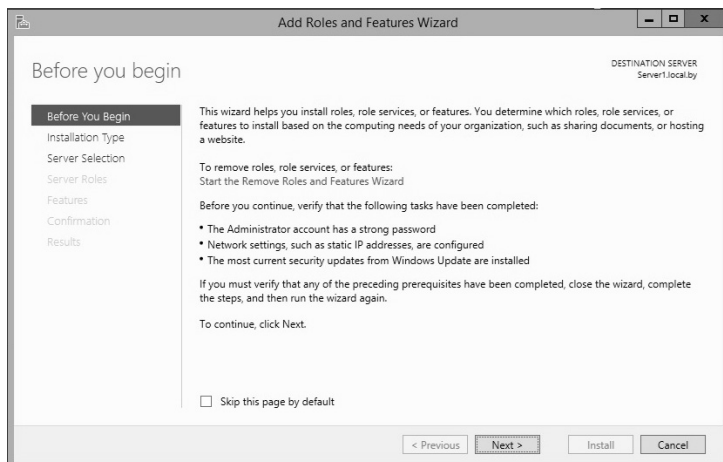 Add Roles and Features Wizard
Before you begin
DESTINATION SERVER
Server1.local.by
Before You Begin
Installation Type
Server Selection
Server Roles
Features
Confirmation
Results
This wizard helps you install roles, role services, or features. You determine which roles, role services, or
features to install based on the computing needs of your organization, such as sharing documents, or hosting
a website.
To remove roles, role services, or features:
Start the Remove Roles and Features Wizard
Before you continue, verify that the following tasks have been completed:
• The Administrator account has a strong password
• Network settings, such as static IP addresses, are configured
• The most current security updates from Windows Update are installed
If you must verify that any of the preceding prerequisites have been completed, close the wizard, complete
the steps, and then run the wizard again.
To continue, click Next.
Skip this page by default
< Previous
Next >
Install
Cancel